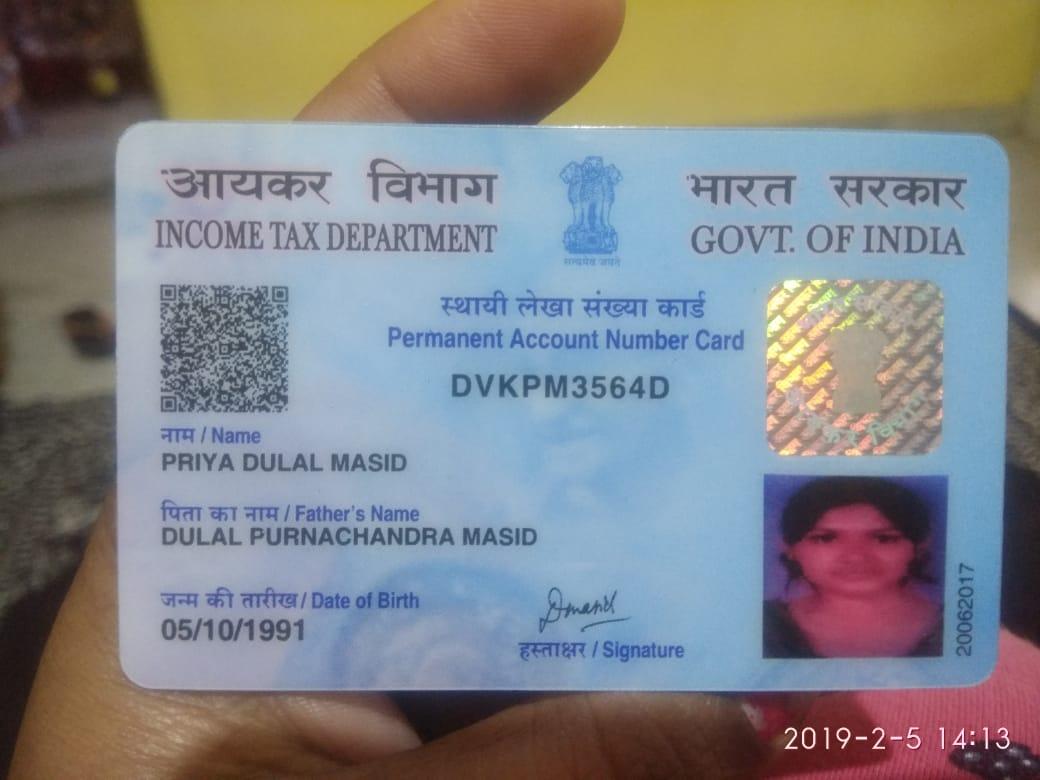 आयकर विभाग
INCOME TAX DEPARTMENT
सत्यमेव जयते
भारत सरकार
GOVT. OF INDIA
स्थायी लेखा संख्या कार्ड
Permanent Account Number Card
DVKPM3564D
नाम / Name
PRIYA DULAL MASID
पिता का नाम / Father's Name
DULAL PURNACHANDRA MASID
जन्म की तारीख / Date of Birth
05/10/1991
हस्ताक्षर / Signature
20062017
2019-2-5 14:13